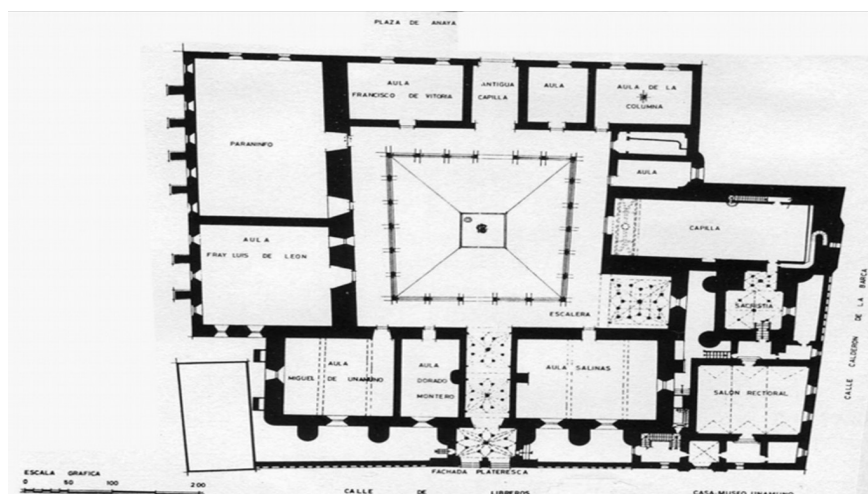 PLAZA DE ANAYA
AULA
FRANCISCO DE VITORIA
ANTIGUA
CAPILLA
AULA
AULA DE LA
COLUMNA
PARANINFO
AULA
CAPILLA
AULA
FRAY LUIS DE LEON
ESCALERA
SACRISTIA
CALLE CALDERON DE LA BARCA
AULA
MIGUEL DE UNAMUNO
AULA
DORADO
MONTERO
AULA SALINAS
SALON RECTORAL
FACHADA PLATERESCA
ESCALA GRAFICA
0 50 100 200
CALLE DE LIBREROS
CASA-MUSEO UNAMUNO